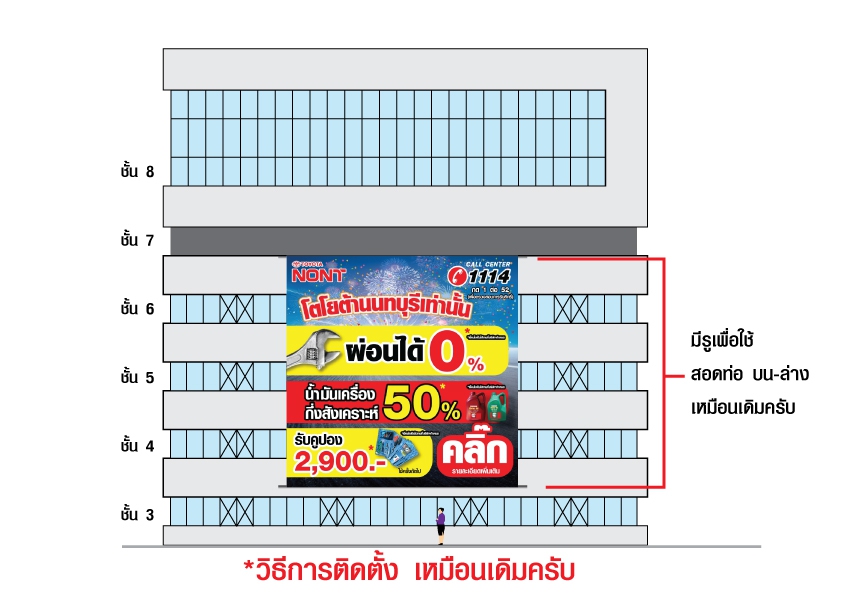 ชั้น 8
ชั้น 7
ชั้น 6
ชั้น 5
ชั้น 4
ชั้น 3
TOYOTA
NONT
CALL CENTER
1114
กด 1 ต่อ 52
โตโยต้านนทบุรีเท่านั้น
ผ่อนได้ 0%*
น้ำมันเครื่อง
กึ่งสังเคราะห์ 50%*
รับคูปอง
2,900.-*
คลิ๊ก
รายละเอียดเพิ่มเติม
มีรูเพื่อใช้
สอดท่อ บน-ล่าง
เหมือนเดิมครับ
*วิธีการติดตั้ง เหมือนเดิมครับ